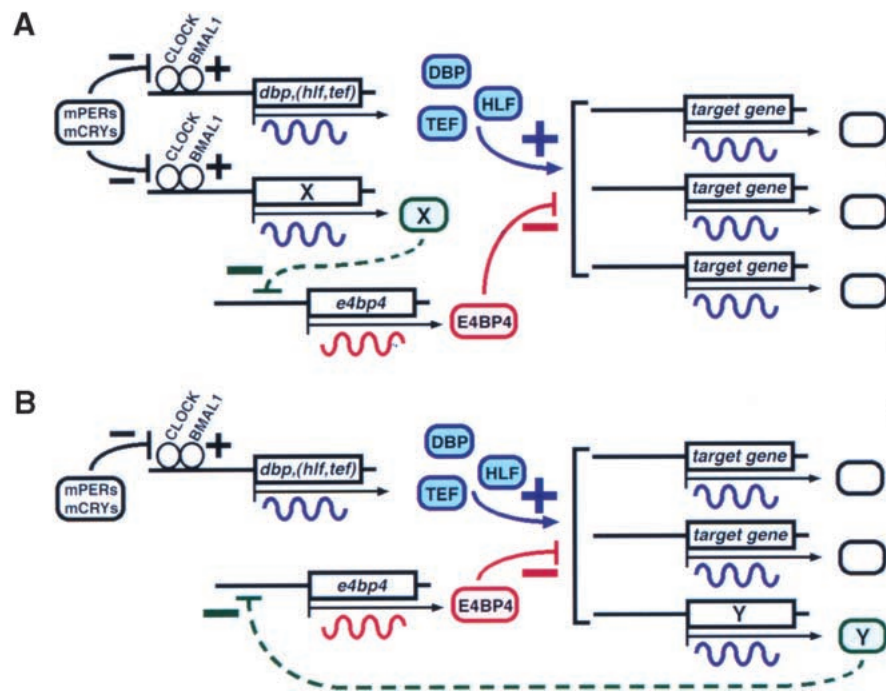 A
CLOCK
BMAL1
+
−
dbp,(hlf,tef)
mPERs
mCRYs
DBP
HLF
TEF
+
target gene
CLOCK
BMAL1
+
−
X
X
target gene
−
−
e4bp4
E4BP4
target gene
B
CLOCK
BMAL1
+
−
dbp,(hlf,tef)
mPERs
mCRYs
DBP
HLF
TEF
+
target gene
e4bp4
E4BP4
−
−
target gene
Y
Y